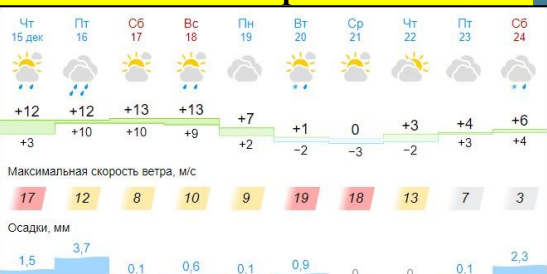 Чт Пт Сб Вс Пн Вт Ср Чт Пт Сб
15 дек 16 17 18 19 20 21 22 23 24
+12 +12 +13 +13 +7 +1 0 +3 +4 +6
+3 +10 +10 +9 +2 −2 −3 −2 +3 +4
Максимальная скорость ветра, м/с
17 12 8 10 9 19 18 13 7 3
Осадки, мм
1,5 3,7 0,1 0,6 0,1 0,9 0 0 0,1 2,3